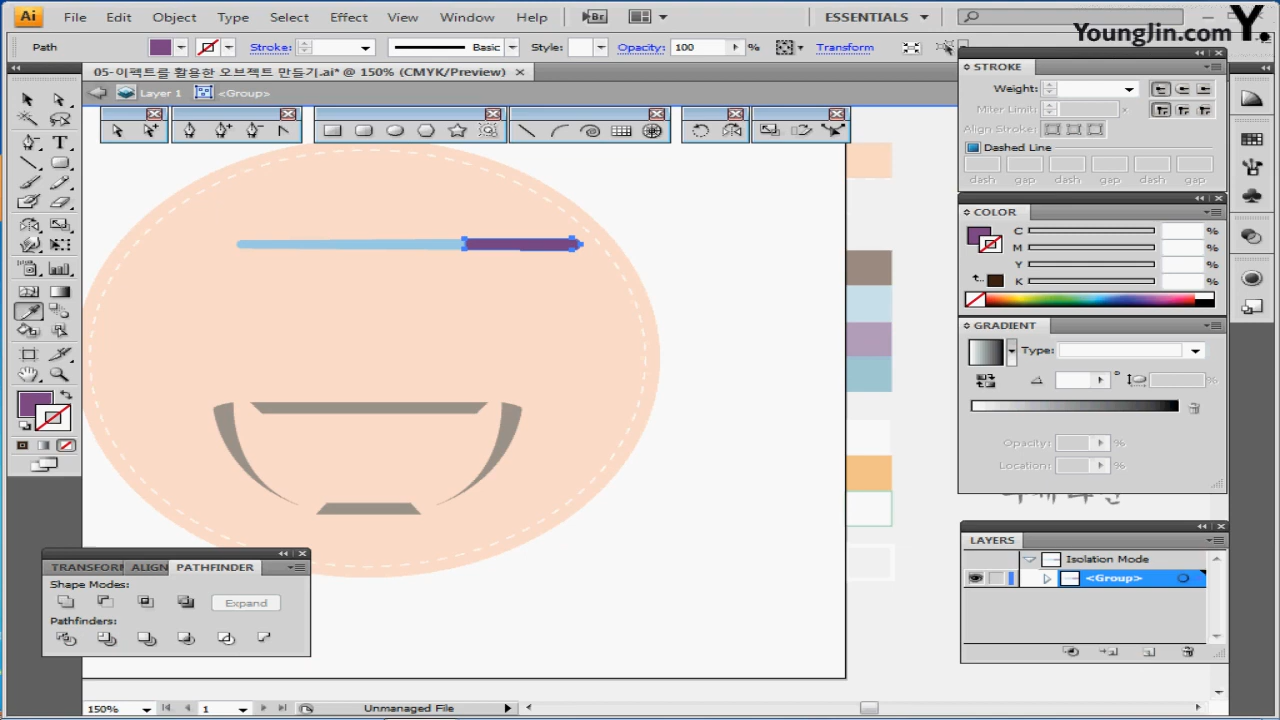 Ai File Edit Object Type Select Effect View Window Help Br ESSENTIALS
Y.
YoungJin.com
Path Stroke: Basic Style: Opacity: 100 % Transform
05-이펙트를 활용한 오브젝트 만들기.ai* @ 150% (CMYK/Preview) ×
Layer 1 <Group>
STROKE
Weight:
Miter Limit: x
Align Stroke:
Dashed Line
dash gap dash gap dash gap
COLOR
C %
M %
Y %
K %
GRADIENT
Type:
° %
Opacity: %
Location: %
LAYERS
Isolation Mode
<Group>
TRANSFORM ALIGN PATHFINDER
Shape Modes:
Expand
Pathfinders:
150% 1 Unmanaged File